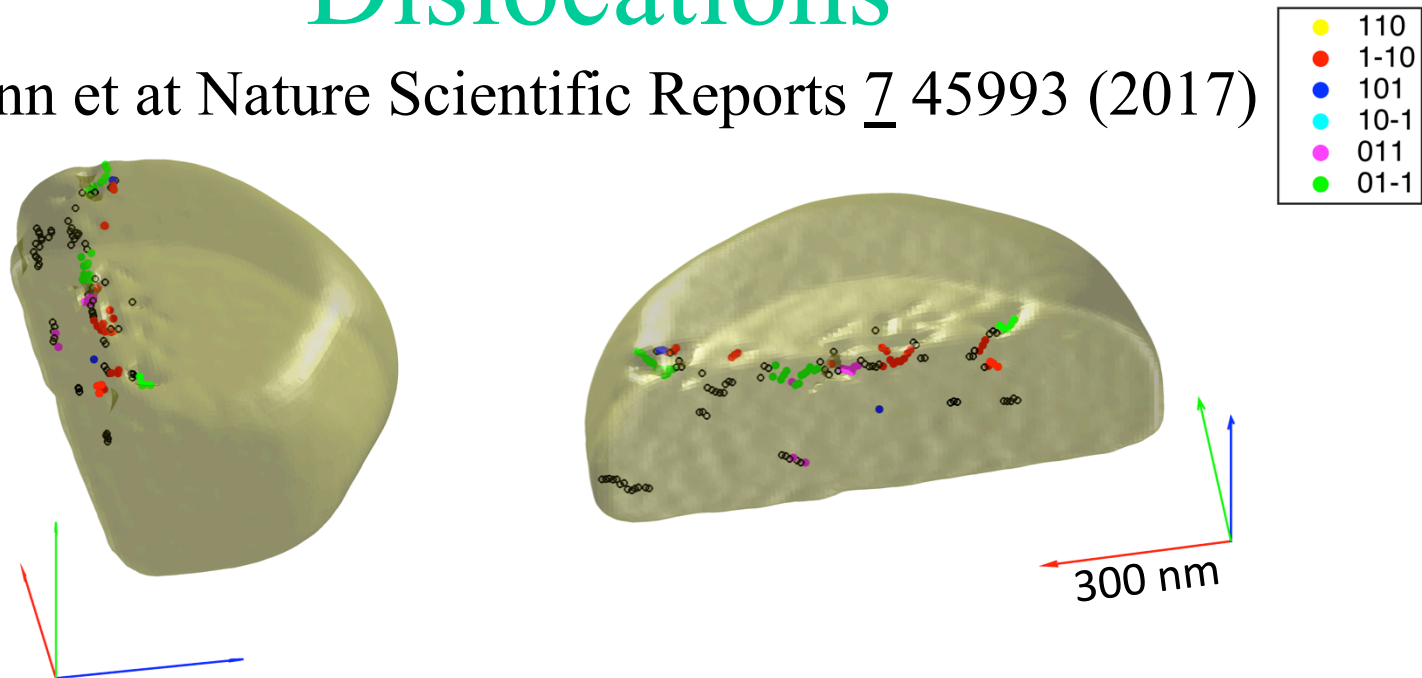 Dislocations
nn et at Nature Scientific Reports 7 45993 (2017)
110
1-10
101
10-1
011
01-1
300 nm